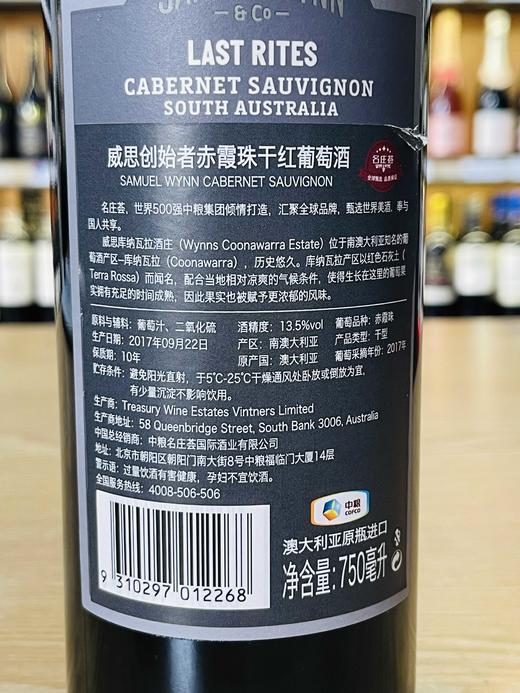 & Co
LAST RITES
CABERNET SAUVIGNON
SOUTH AUSTRALIA
威思创始者赤霞珠干红葡萄酒
SAMUEL WYNN CABERNET SAUVIGNON
名庄荟
名庄荟，世界500强中粮集团倾情打造，汇聚全球品牌，甄选世界美酒，奉与
国人共享。
威思库纳瓦拉酒庄（Wynns Coonawarra Estate）位于南澳大利亚知名的葡
萄酒产区—库纳瓦拉（Coonawarra），历史悠久。库纳瓦拉产区以红色石灰土（
Terra Rossa）而闻名，配合当地相对凉爽的气候条件，使得生长在这里的葡萄果
实拥有充足的时间成熟，因此果实也被赋予更浓郁的风味。
原料与辅料：葡萄汁、二氧化硫 酒精度：13.5%vol 葡萄品种：赤霞珠
生产日期：2017年09月22日 产区：南澳大利亚 产品类型：干型
保质期：10年 原产国：澳大利亚 葡萄采摘年份：2017年
贮存条件：避免阳光直射，于5℃-25℃干燥通风处卧放或倒放为宜，
有少量沉淀不影响饮用。
生产商：Treasury Wine Estates Vintners Limited
生产商地址：58 Queenbridge Street, South Bank 3006, Australia
中国总经销商：中粮名庄荟国际酒业有限公司
地址：北京市朝阳区朝阳门南大街8号中粮福临门大厦14层
警示语：过量饮酒有害健康，孕妇不宜饮酒。
全国服务热线：4008-506-506
中粮
COFCO
澳大利亚原瓶进口
净含量：750毫升
9 310297 012268